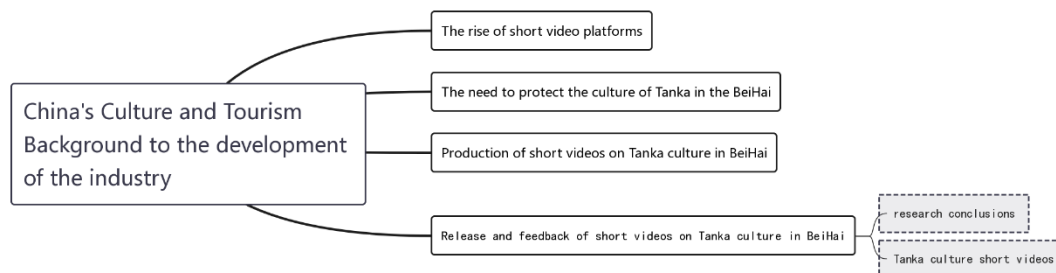 China's Culture and Tourism
Background to the development
of the industry
The rise of short video platforms
The need to protect the culture of Tanka in the BeiHai
Production of short videos on Tanka culture in BeiHai
Release and feedback of short videos on Tanka culture in BeiHai
research conclusions
Tanka culture short videos